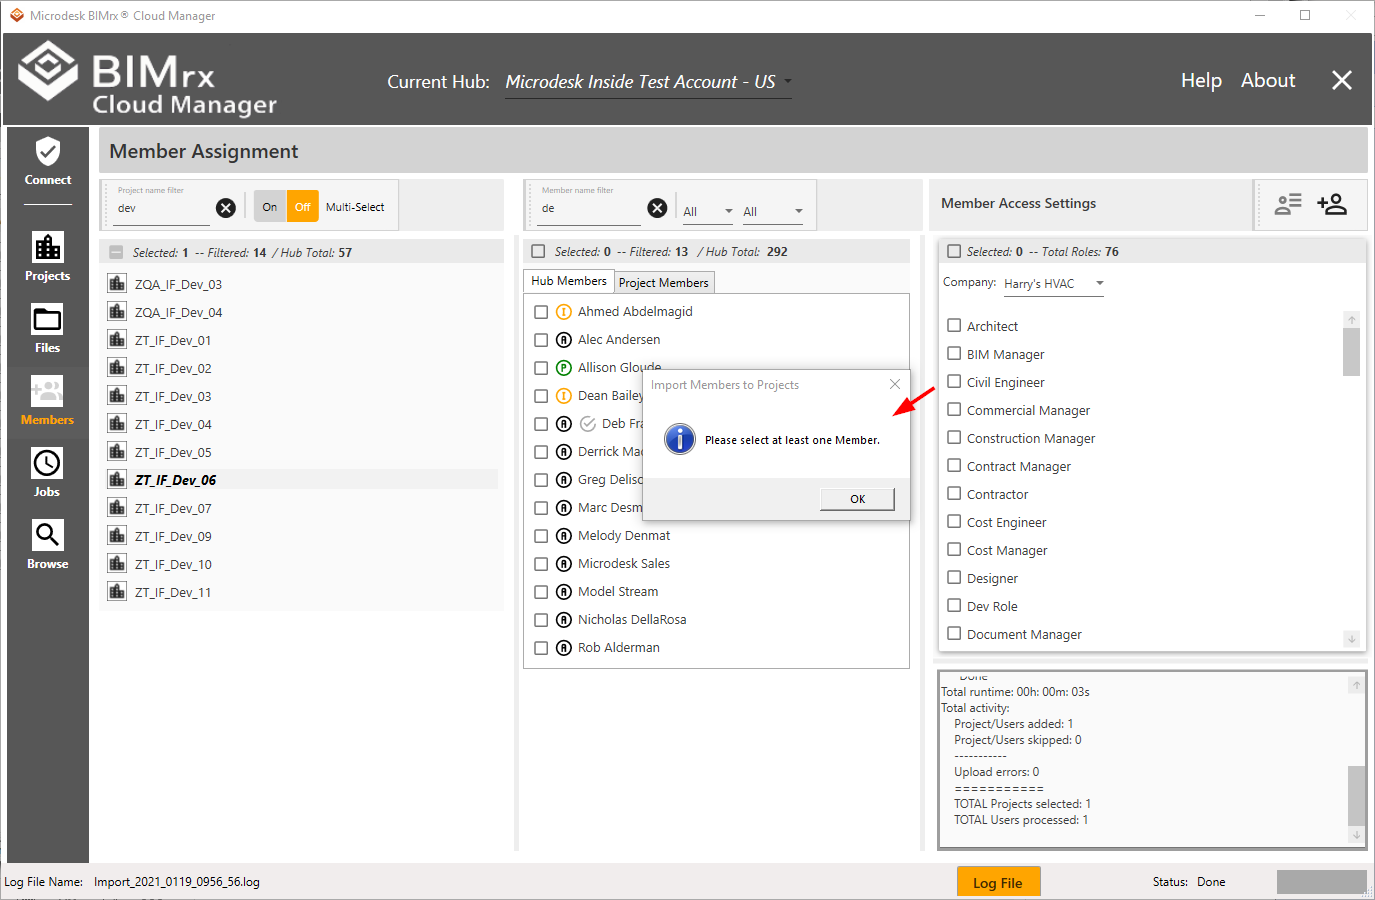 Microdesk BIMrx® Cloud Manager
BIMrx
Cloud Manager
Current Hub: Microdesk Inside Test Account - US
Help About
Connect
Projects
Files
Members
Jobs
Browse
Member Assignment
Project name filter
dev
On Off Multi-Select
Selected: 1 -- Filtered: 14 / Hub Total: 57
ZQA_IF_Dev_03
ZQA_IF_Dev_04
ZT_IF_Dev_01
ZT_IF_Dev_02
ZT_IF_Dev_03
ZT_IF_Dev_04
ZT_IF_Dev_05
ZT_IF_Dev_06
ZT_IF_Dev_07
ZT_IF_Dev_09
ZT_IF_Dev_10
ZT_IF_Dev_11
Member name filter
de
All All
Selected: 0 -- Filtered: 13 / Hub Total: 292
Hub Members Project Members
I Ahmed Abdelmagid
A Alec Andersen
P Allison Gloude
I Dean Bailey
A Deb Fra
A Derrick Mac
A Greg Delisc
A Marc Desm
A Melody Denmat
A Microdesk Sales
A Model Stream
A Nicholas DellaRosa
A Rob Alderman
Import Members to Projects
Please select at least one Member.
OK
Member Access Settings
Selected: 0 -- Total Roles: 76
Company: Harry's HVAC
Architect
BIM Manager
Civil Engineer
Commercial Manager
Construction Manager
Contract Manager
Contractor
Cost Engineer
Cost Manager
Designer
Dev Role
Document Manager
Done
Total runtime: 00h: 00m: 03s
Total activity:
Project/Users added: 1
Project/Users skipped: 0
-----------
Upload errors: 0
===========
TOTAL Projects selected: 1
TOTAL Users processed: 1
Log File Name: Import_2021_0119_0956_56.log
Log File
Status: Done